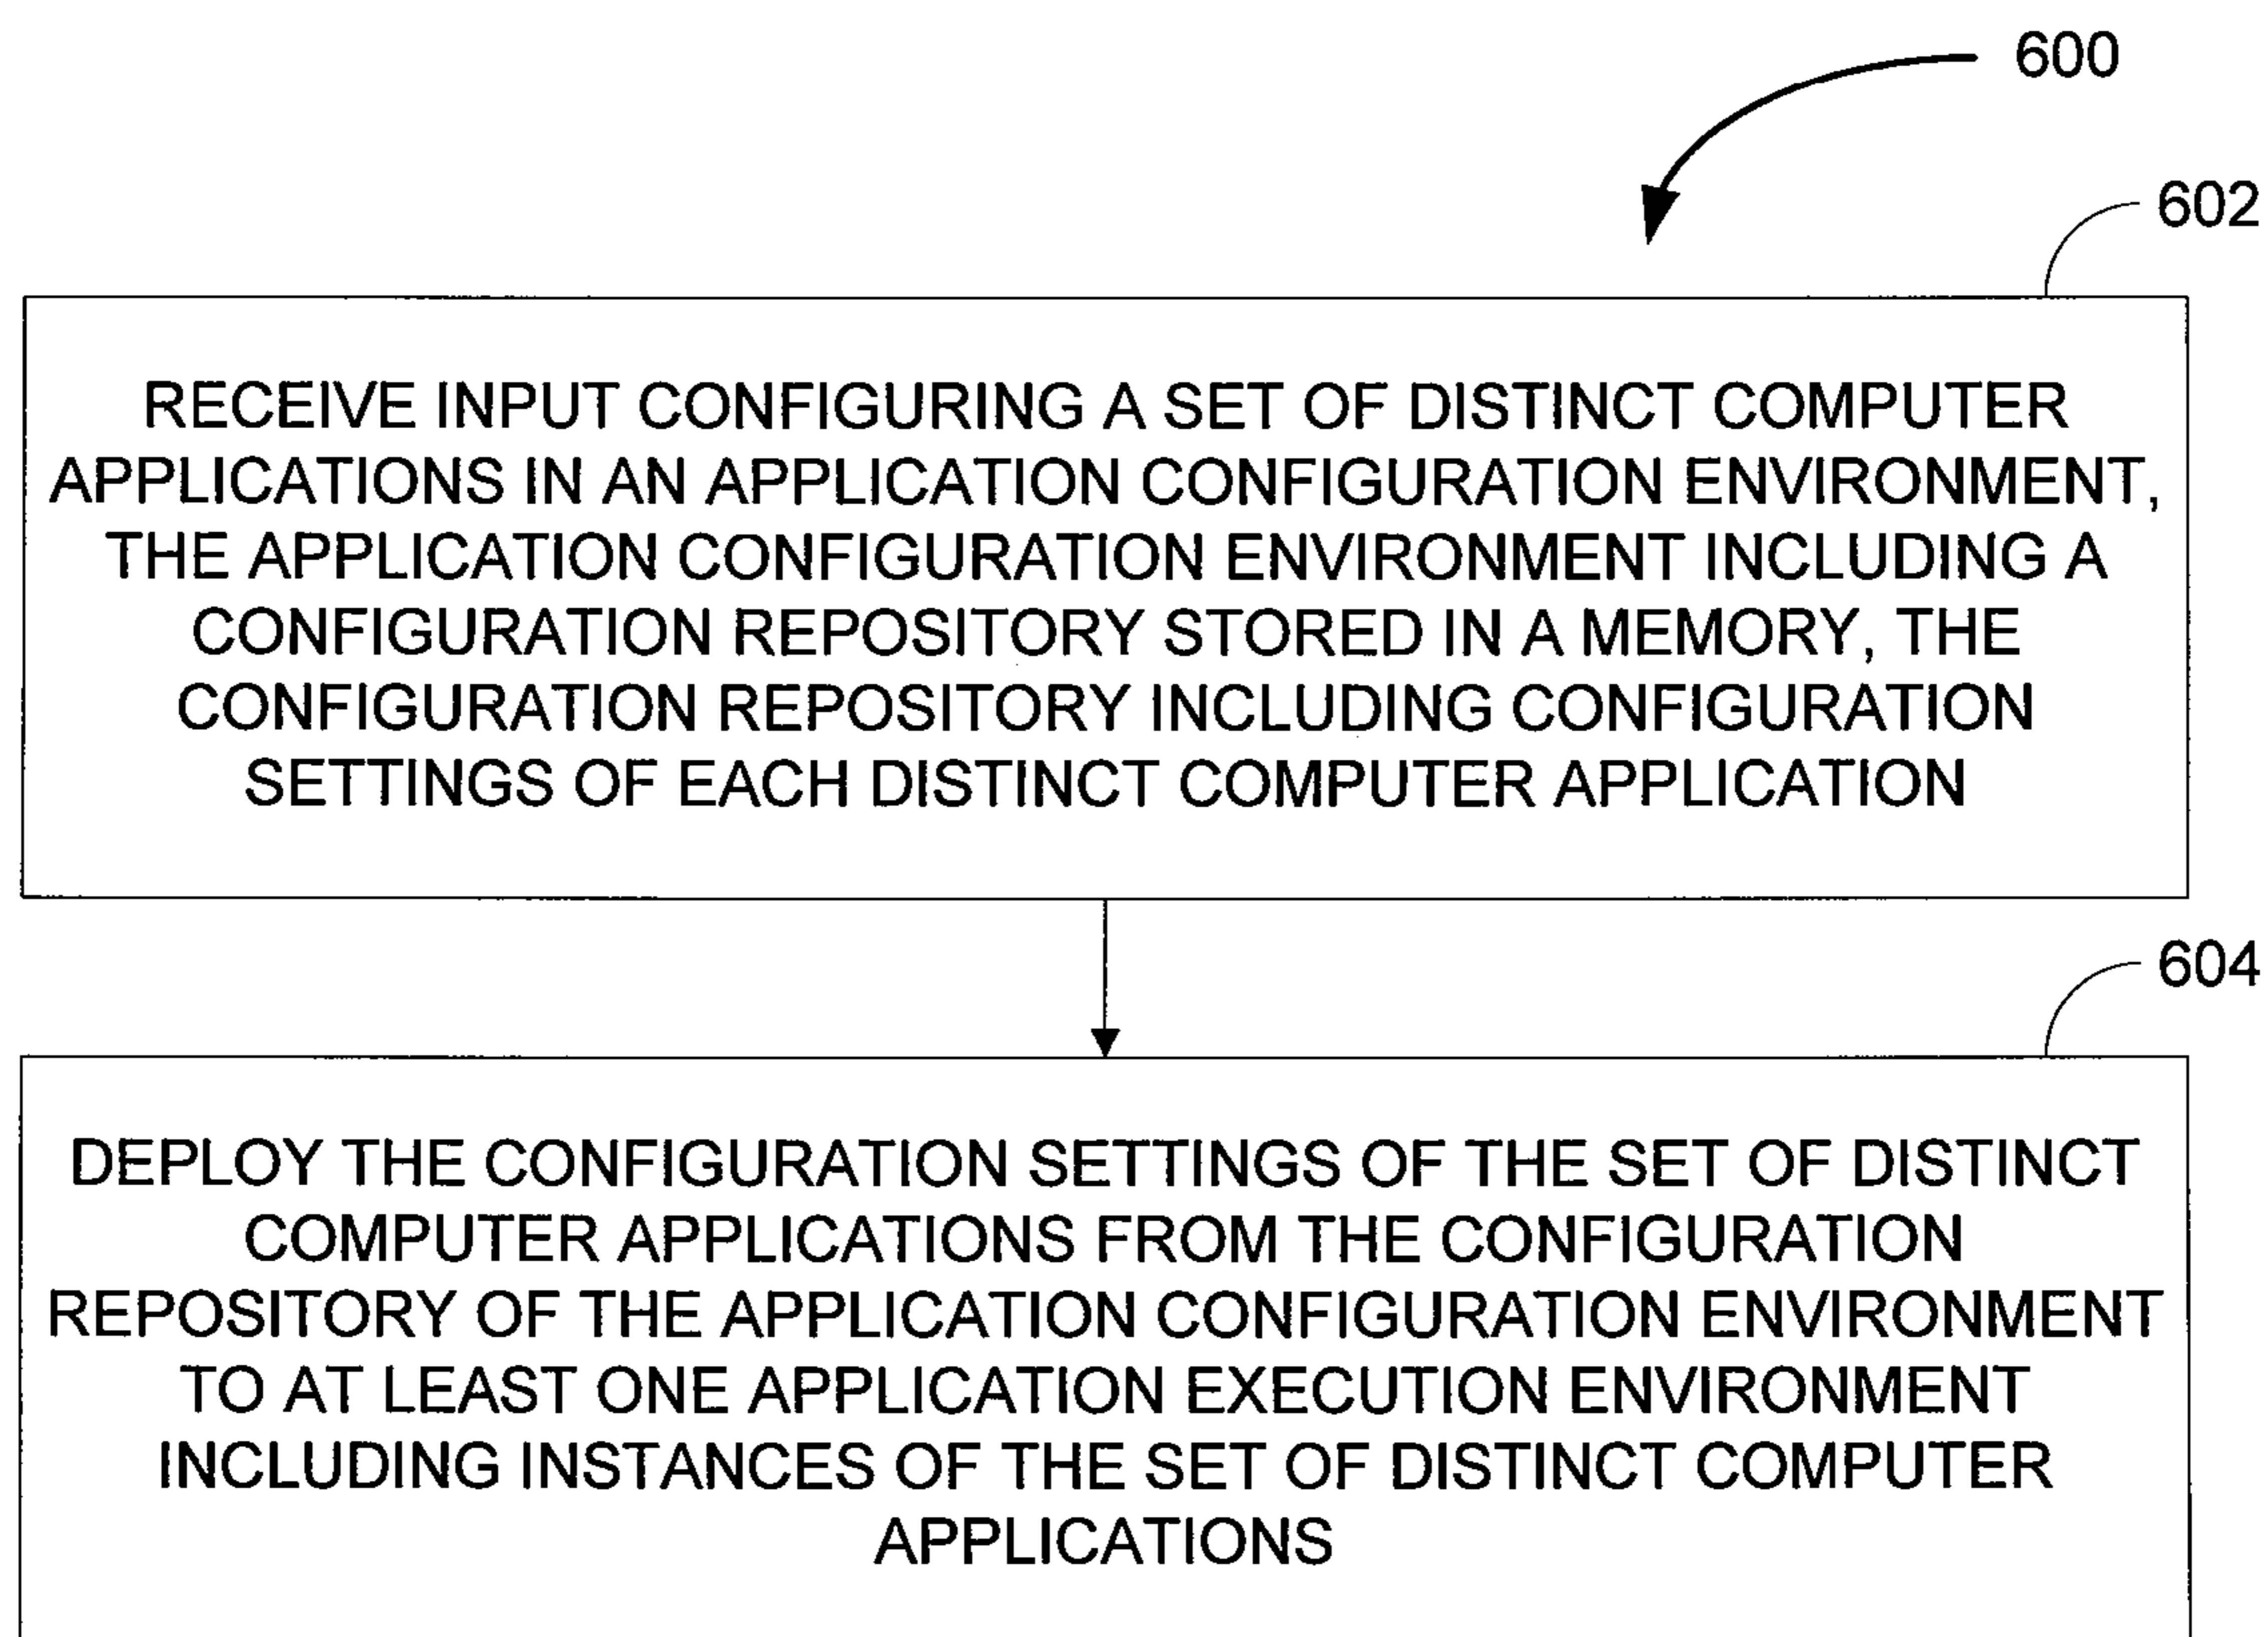 600
602
RECEIVE INPUT CONFIGURING A SET OF DISTINCT COMPUTER
APPLICATIONS IN AN APPLICATION CONFIGURATION ENVIRONMENT,
THE APPLICATION CONFIGURATION ENVIRONMENT INCLUDING A
CONFIGURATION REPOSITORY STORED IN A MEMORY, THE
CONFIGURATION REPOSITORY INCLUDING CONFIGURATION
SETTINGS OF EACH DISTINCT COMPUTER APPLICATION
604
DEPLOY THE CONFIGURATION SETTINGS OF THE SET OF DISTINCT
COMPUTER APPLICATIONS FROM THE CONFIGURATION
REPOSITORY OF THE APPLICATION CONFIGURATION ENVIRONMENT
TO AT LEAST ONE APPLICATION EXECUTION ENVIRONMENT
INCLUDING INSTANCES OF THE SET OF DISTINCT COMPUTER
APPLICATIONS